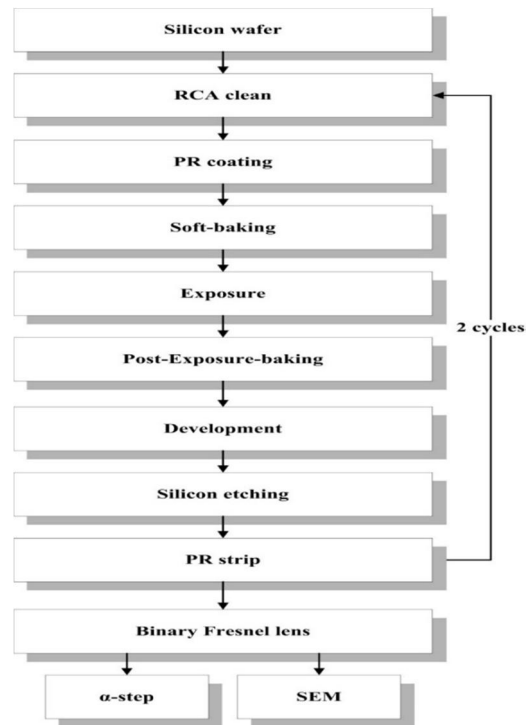 Silicon wafer
RCA clean
PR coating
Soft-baking
Exposure
Post-Exposure-baking
2 cycles
Development
Silicon etching
PR strip
Binary Fresnel lens
α-step
SEM